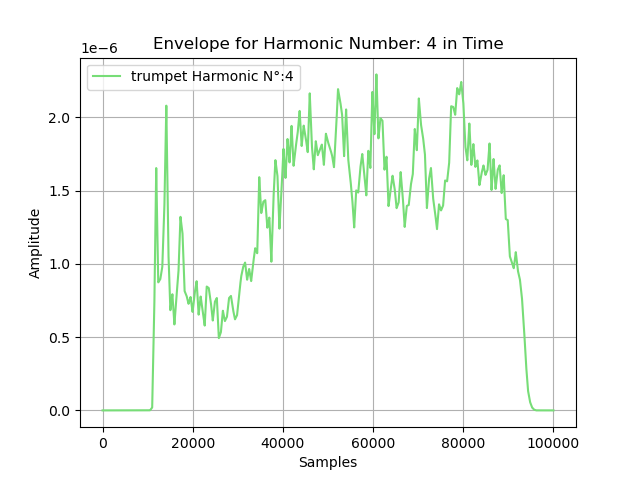 Envelope for Harmonic Number: 4 in Time
1e−6
trumpet Harmonic N°:4
2.0
1.5
1.0
0.5
0.0
Amplitude
0 20000 40000 60000 80000 100000
Samples